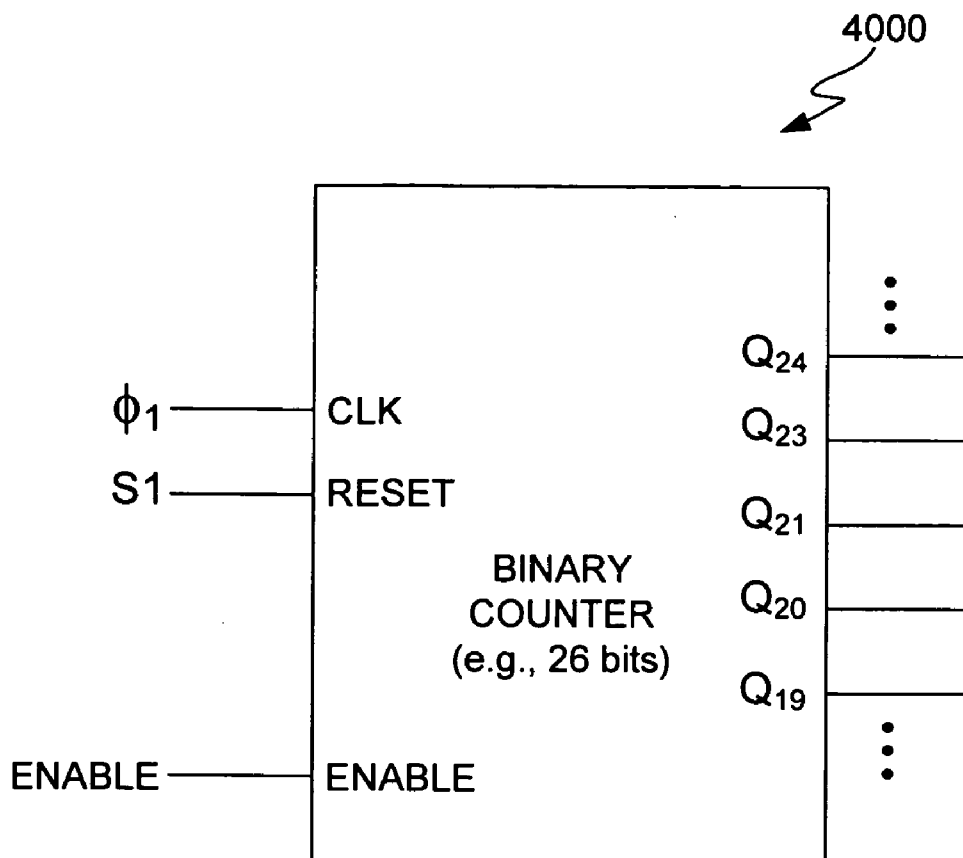 4000
Q24
ϕ1 CLK
Q23
S1 RESET
Q21
BINARY
COUNTER
(e.g., 26 bits)
Q20
Q19
ENABLE ENABLE